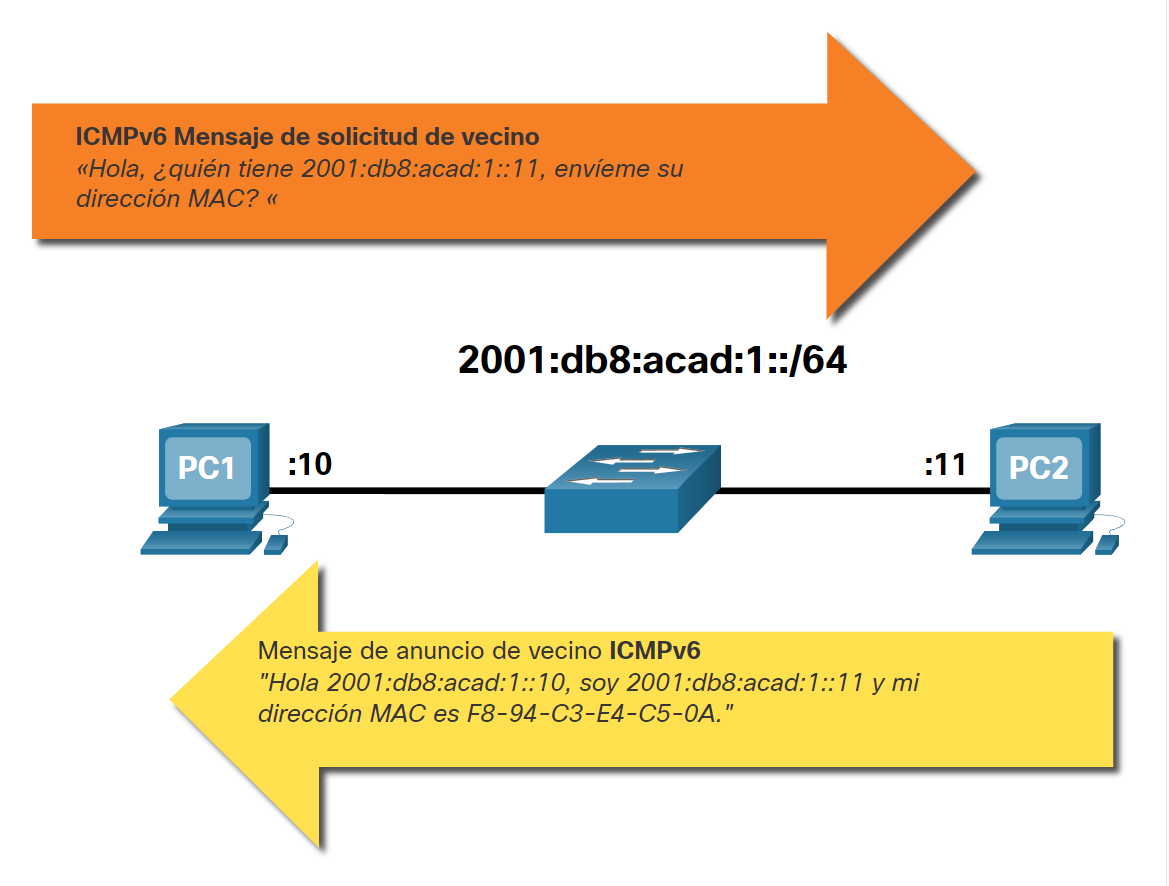 ICMPv6 Mensaje de solicitud de vecino
«Hola, ¿quién tiene 2001:db8:acad:1::11, envíeme su
dirección MAC? «
2001:db8:acad:1::/64
PC1
:10
:11
PC2
Mensaje de anuncio de vecino ICMPv6
"Hola 2001:db8:acad:1::10, soy 2001:db8:acad:1::11 y mi
dirección MAC es F8-94-C3-E4-C5-0A."